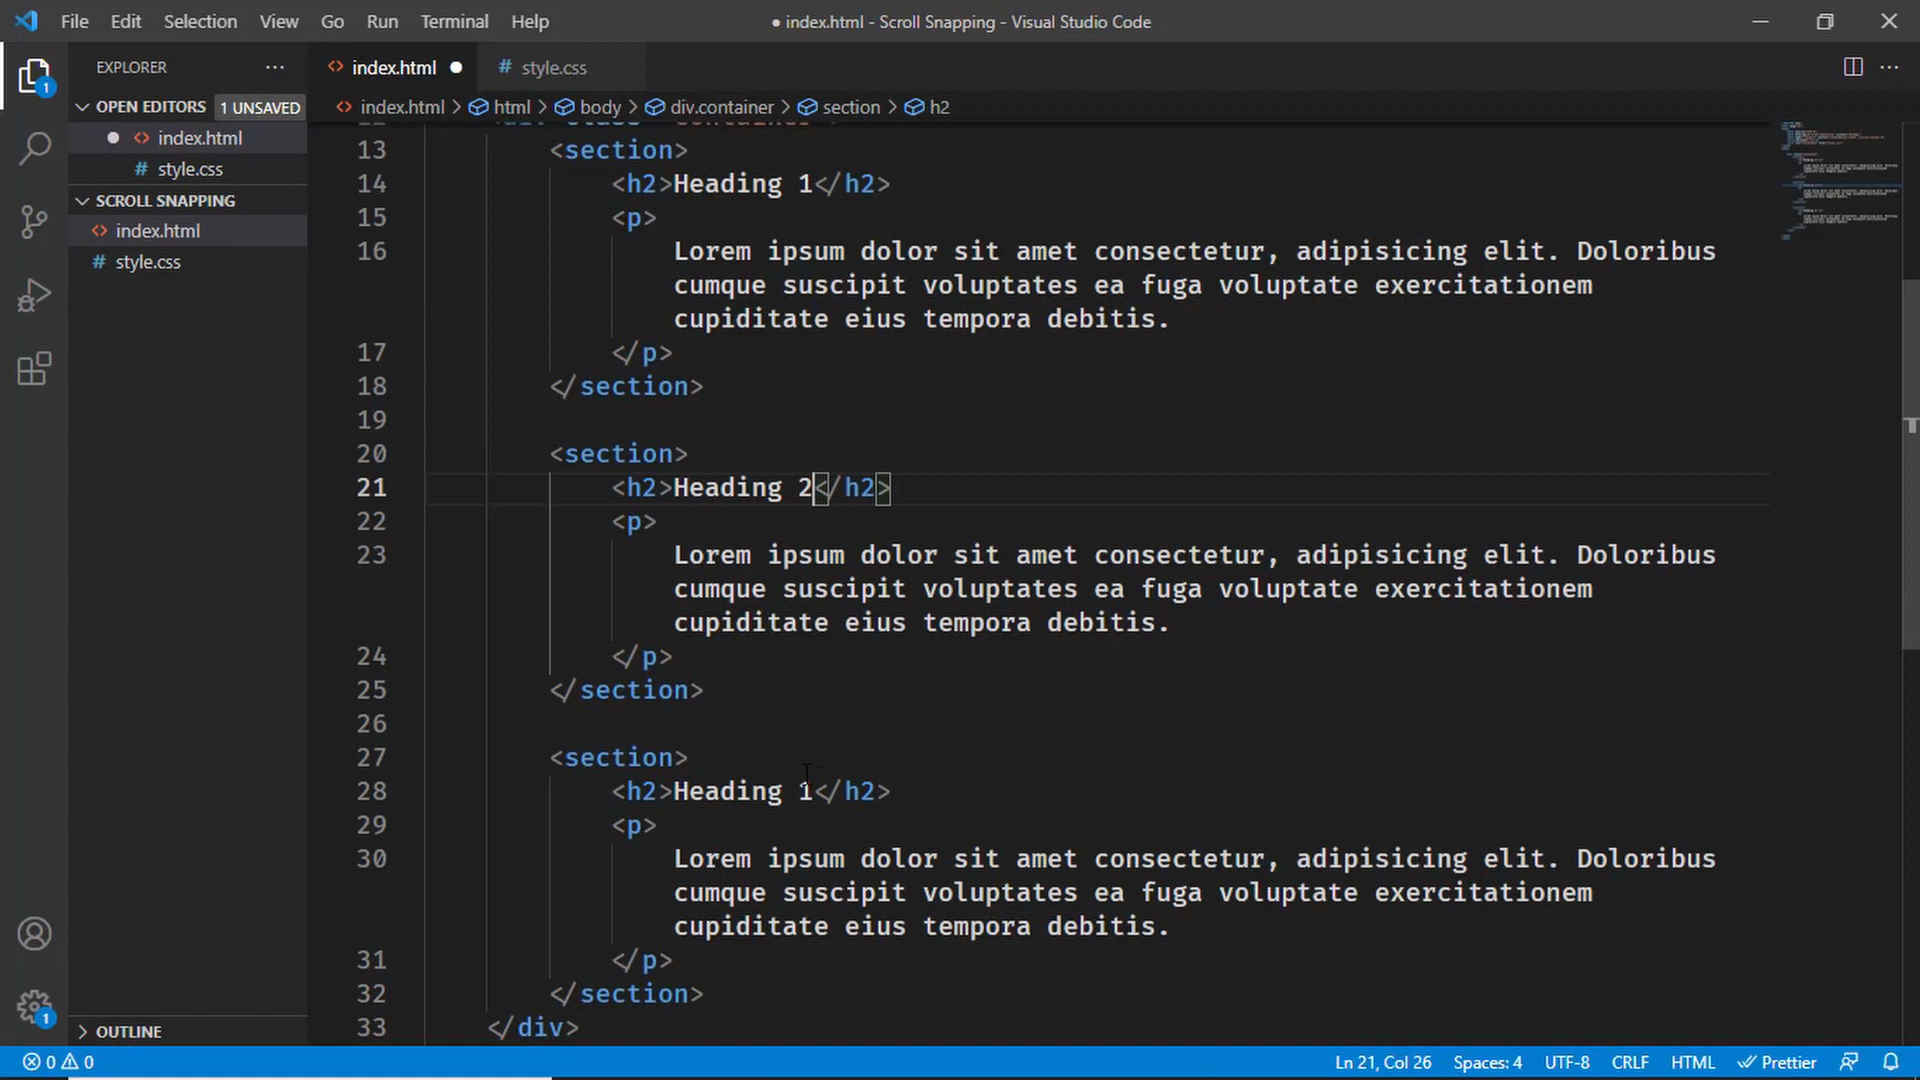 File Edit Selection View Go Run Terminal Help ● index.html - Scroll Snapping - Visual Studio Code
EXPLORER ...
<> index.html ●
# style.css
OPEN EDITORS 1 UNSAVED
● <> index.html
# style.css
SCROLL SNAPPING
<> index.html
# style.css
OUTLINE
1
1
<> index.html > html > body > div.container > section > h2
13 <section>
14 <h2>Heading 1</h2>
15 <p>
16 Lorem ipsum dolor sit amet consectetur, adipisicing elit. Doloribus
cumque suscipit voluptates ea fuga voluptate exercitationem
cupiditate eius tempora debitis.
17 </p>
18 </section>
19
20 <section>
21 <h2>Heading 2</h2>
22 <p>
23 Lorem ipsum dolor sit amet consectetur, adipisicing elit. Doloribus
cumque suscipit voluptates ea fuga voluptate exercitationem
cupiditate eius tempora debitis.
24 </p>
25 </section>
26
27 <section>
28 <h2>Heading 1</h2>
29 <p>
30 Lorem ipsum dolor sit amet consectetur, adipisicing elit. Doloribus
cumque suscipit voluptates ea fuga voluptate exercitationem
cupiditate eius tempora debitis.
31 </p>
32 </section>
33 </div>
0 0 Ln 21, Col 26 Spaces: 4 UTF-8 CRLF HTML Prettier